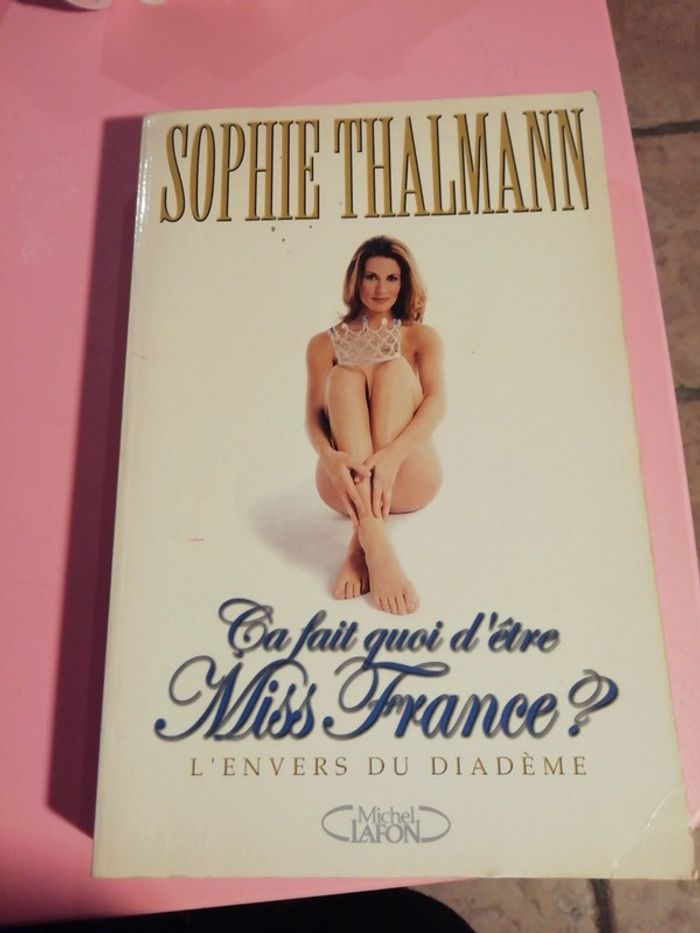 SOPHIE THALMANN
Ça fait quoi d'être
Miss France?
L'ENVERS DU DIADÈME
Michel
LAFON